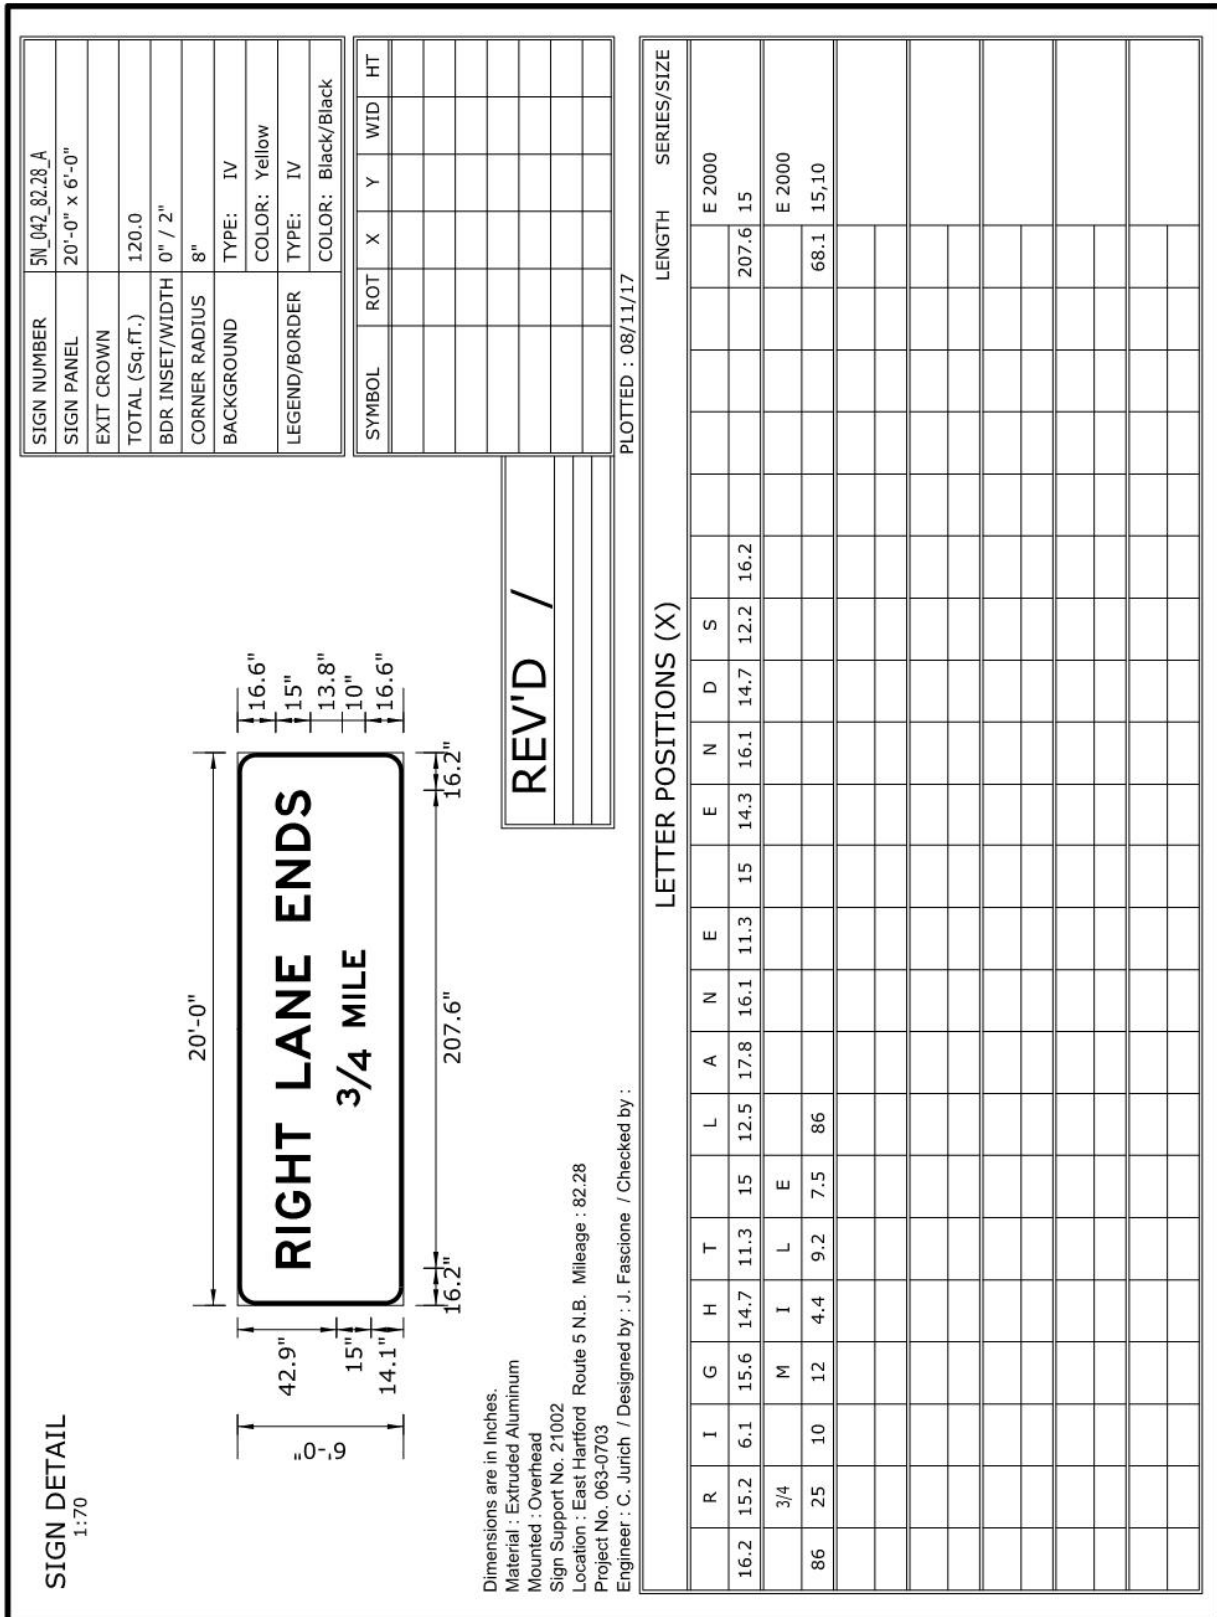 SIGN DETAIL
1:70
20'-0"
6'-0"
42.9"
15"
14.1"
RIGHT LANE ENDS
3/4 MILE
16.6"
15"
13.8"
10"
16.6"
16.2"
207.6"
16.2"
SIGN NUMBER 5N_042_82.28_A
SIGN PANEL 20'-0" x 6'-0"
EXIT CROWN
TOTAL (Sq.fT.) 120.0
BDR INSET/WIDTH 0" / 2"
CORNER RADIUS 8"
BACKGROUND TYPE: IV
COLOR: Yellow
LEGEND/BORDER TYPE: IV
COLOR: Black/Black
SYMBOL ROT X Y WID HT
REV'D /
Dimensions are in Inches.
Material : Extruded Aluminum
Mounted : Overhead
Sign Support No. 21002
Location : East Hartford Route 5 N.B. Mileage : 82.28
Project No. 063-0703
Engineer : C. Jurich / Designed by : J. Fascione / Checked by :
PLOTTED : 08/11/17
LETTER POSITIONS (X) LENGTH SERIES/SIZE
R I G H T L A N E E N D S E 2000
16.2 15.2 6.1 15.6 14.7 11.3 15 12.5 17.8 16.1 11.3 15 14.3 16.1 14.7 12.2 16.2 207.6 15
3/4 M I L E E 2000
86 25 10 12 4.4 9.2 7.5 86 68.1 15,10